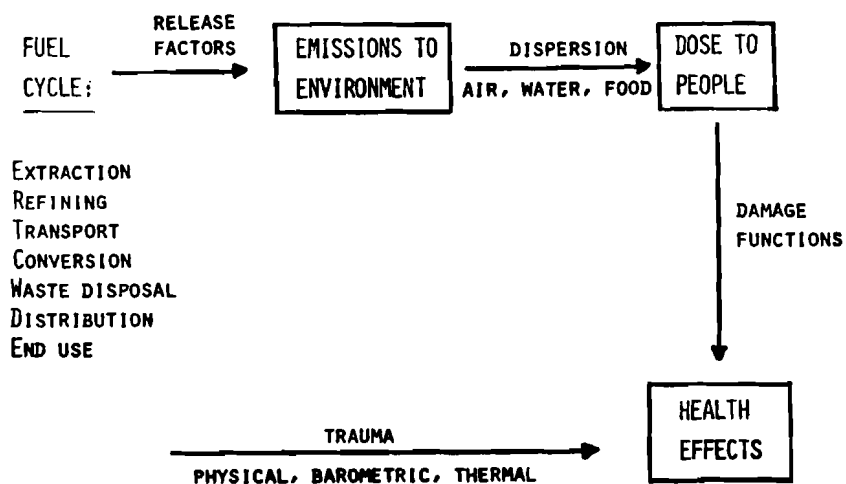 FUEL
CYCLE:
RELEASE
FACTORS
EMISSIONS TO
ENVIRONMENT
DISPERSION
AIR, WATER, FOOD
DOSE TO
PEOPLE
EXTRACTION
REFINING
TRANSPORT
CONVERSION
WASTE DISPOSAL
DISTRIBUTION
END USE
DAMAGE
FUNCTIONS
TRAUMA
PHYSICAL, BAROMETRIC, THERMAL
HEALTH
EFFECTS